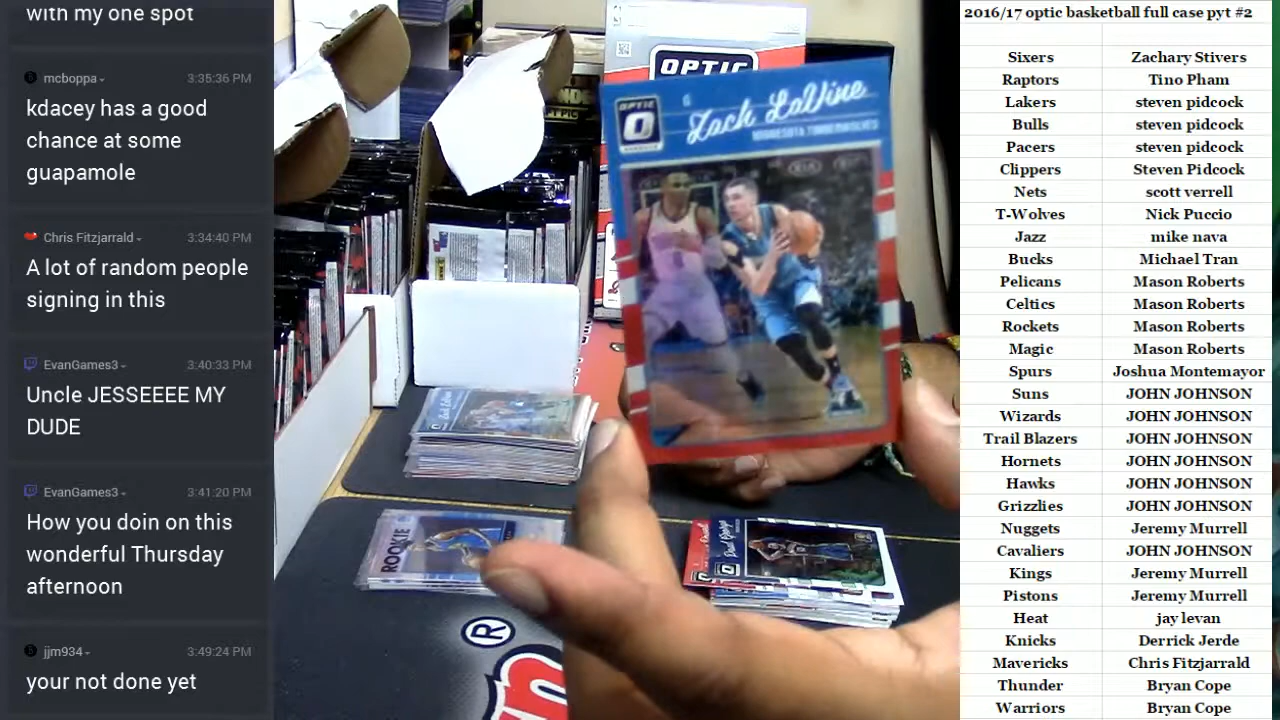 with my one spot
mcboppa
3:35:36 PM
kdacey has a good
chance at some
guapamole
Chris Fitzjarrald
3:34:40 PM
A lot of random people
signing in this
EvanGames3
3:40:33 PM
Uncle JESSEEEE MY
DUDE
EvanGames3
3:41:20 PM
How you doin on this
wonderful Thursday
afternoon
jjm934
3:49:24 PM
your not done yet
OPTIC
OPTIC
6
Zach LaVine
MINNESOTA TIMBERWOLVES
KIA
Zach LaVine
ROOKIE
Paul George
®
2016/17 optic basketball full case pyt #2
Sixers Zachary Stivers
Raptors Tino Pham
Lakers steven pidcock
Bulls steven pidcock
Pacers steven pidcock
Clippers Steven Pidcock
Nets scott verrell
T-Wolves Nick Puccio
Jazz mike nava
Bucks Michael Tran
Pelicans Mason Roberts
Celtics Mason Roberts
Rockets Mason Roberts
Magic Mason Roberts
Spurs Joshua Montemayor
Suns JOHN JOHNSON
Wizards JOHN JOHNSON
Trail Blazers JOHN JOHNSON
Hornets JOHN JOHNSON
Hawks JOHN JOHNSON
Grizzlies JOHN JOHNSON
Nuggets Jeremy Murrell
Cavaliers JOHN JOHNSON
Kings Jeremy Murrell
Pistons Jeremy Murrell
Heat jay levan
Knicks Derrick Jerde
Mavericks Chris Fitzjarrald
Thunder Bryan Cope
Warriors Bryan Cope